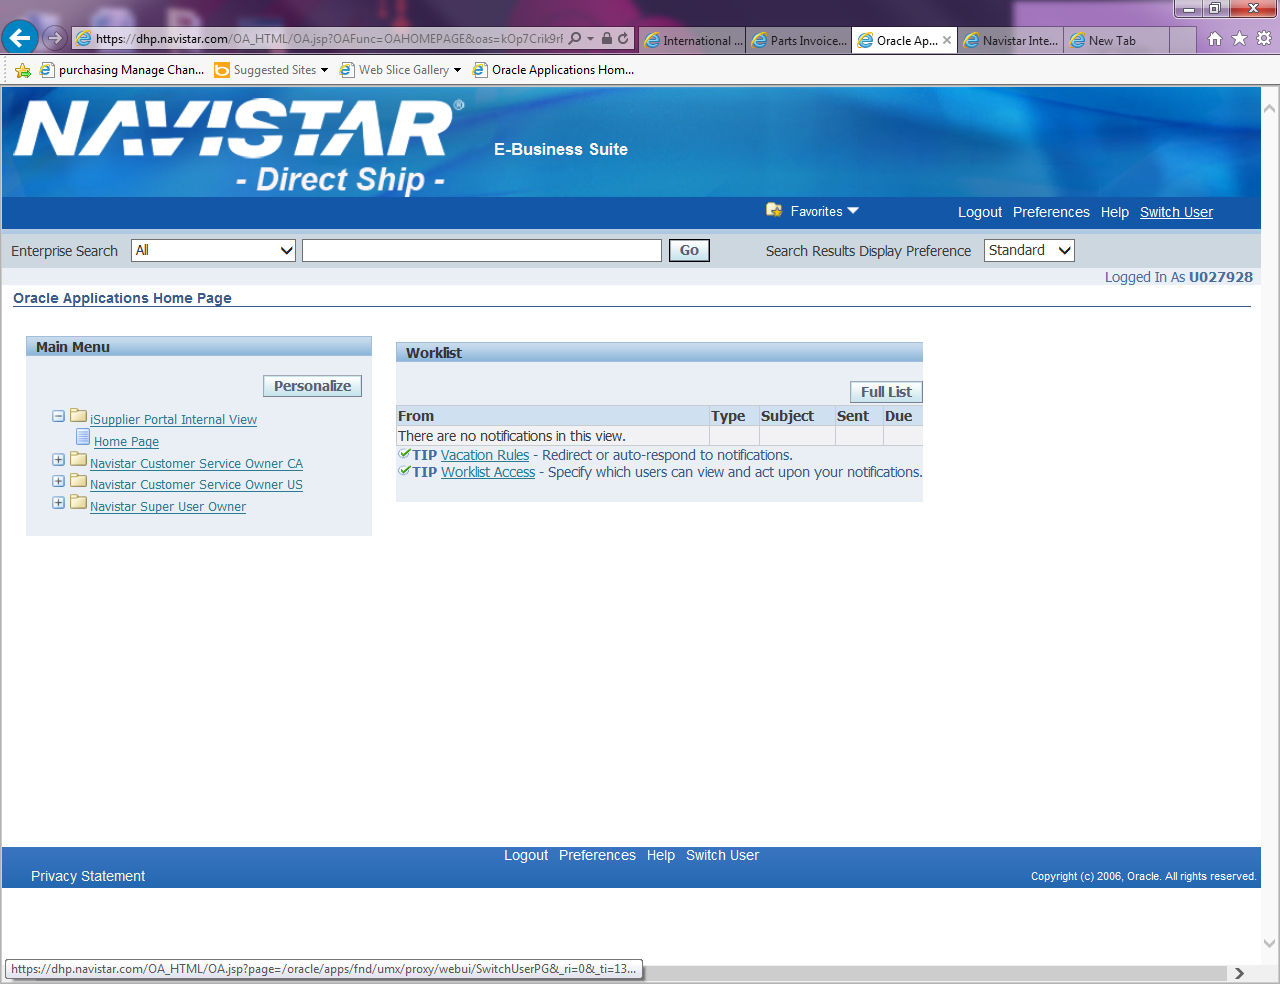 https://dhp.navistar.com/OA_HTML/OA.jsp?OAFunc=OAHOMEPAGE&oas=kOp7Crik9rl
International ...
Parts Invoice...
Oracle Ap...
Navistar Inte...
New Tab
purchasing Manage Chan...
Suggested Sites
Web Slice Gallery
Oracle Applications Hom...
NAVISTAR®
- Direct Ship -
E-Business Suite
Favorites
Logout Preferences Help Switch User
Enterprise Search All Go Search Results Display Preference Standard
Logged In As U027928
Oracle Applications Home Page
Main Menu
Personalize
iSupplier Portal Internal View
Home Page
Navistar Customer Service Owner CA
Navistar Customer Service Owner US
Navistar Super User Owner
Worklist
Full List
From Type Subject Sent Due
There are no notifications in this view.
TIP Vacation Rules - Redirect or auto-respond to notifications.
TIP Worklist Access - Specify which users can view and act upon your notifications.
Logout Preferences Help Switch User
Privacy Statement
Copyright (c) 2006, Oracle. All rights reserved.
https://dhp.navistar.com/OA_HTML/OA.jsp?page=/oracle/apps/fnd/umx/proxy/webui/SwitchUserPG&_ri=0&_ti=13...